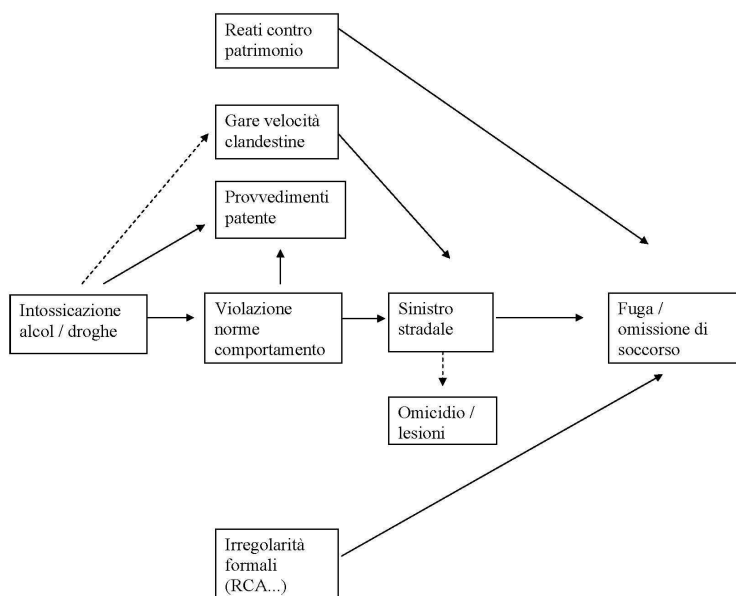 Reati contro
patrimonio
Gare velocità
clandestine
Provvedimenti
patente
Intossicazione
alcol / droghe
Violazione
norme
comportamento
Sinistro
stradale
Fuga /
omissione di
soccorso
Omicidio /
lesioni
Irregolarità
formali
(RCA...)